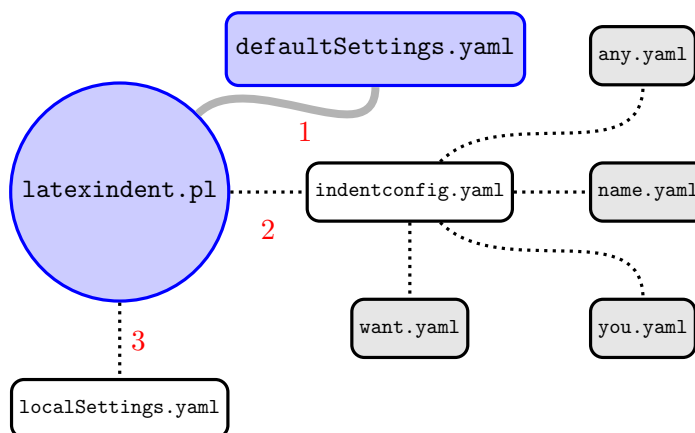 defaultSettings.yaml
any.yaml
1
latexindent.pl
indentconfig.yaml
name.yaml
2
want.yaml
you.yaml
3
localSettings.yaml